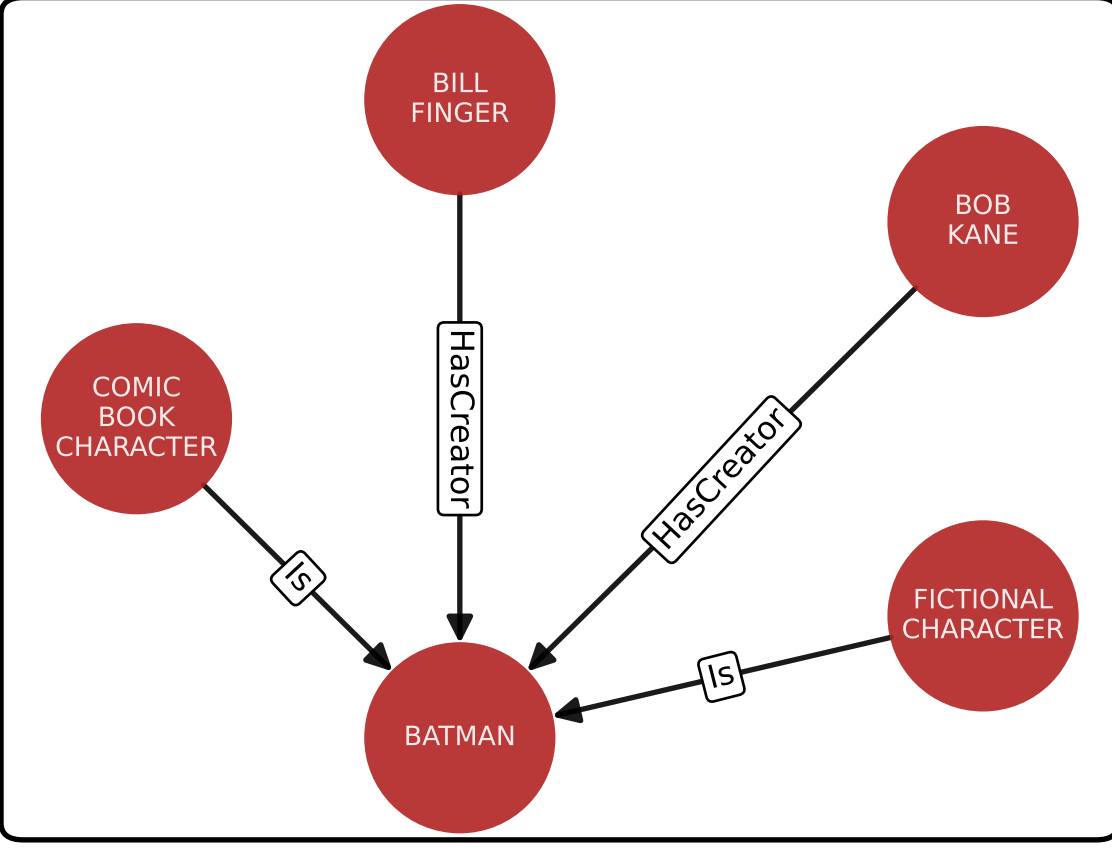 BILL
FINGER
BOB
KANE
HasCreator
COMIC
BOOK
CHARACTER
HasCreator
Is
FICTIONAL
CHARACTER
Is
BATMAN